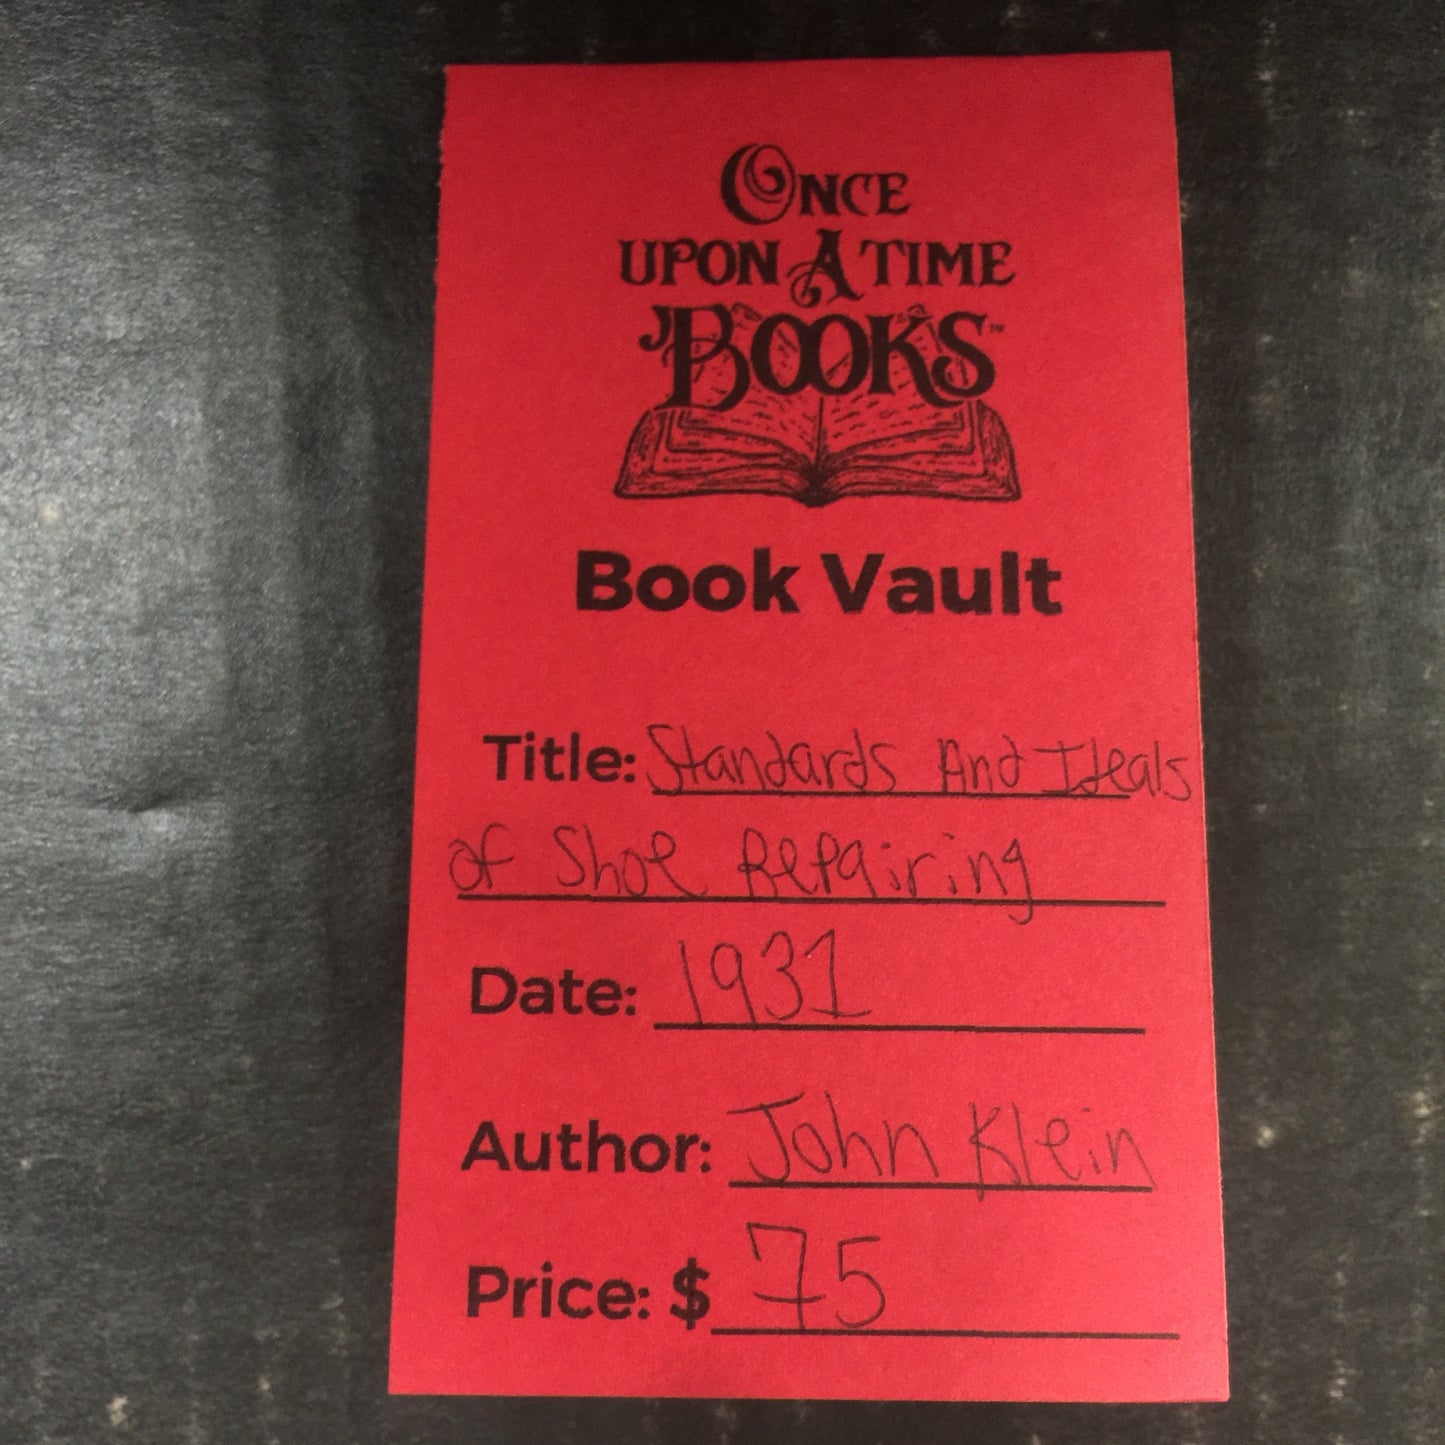 Once
upon A time
Books™
Book Vault
Title: Standards And Ideals
of Shoe Repairing
Date: 1931
Author: John Klein
Price: $ 75